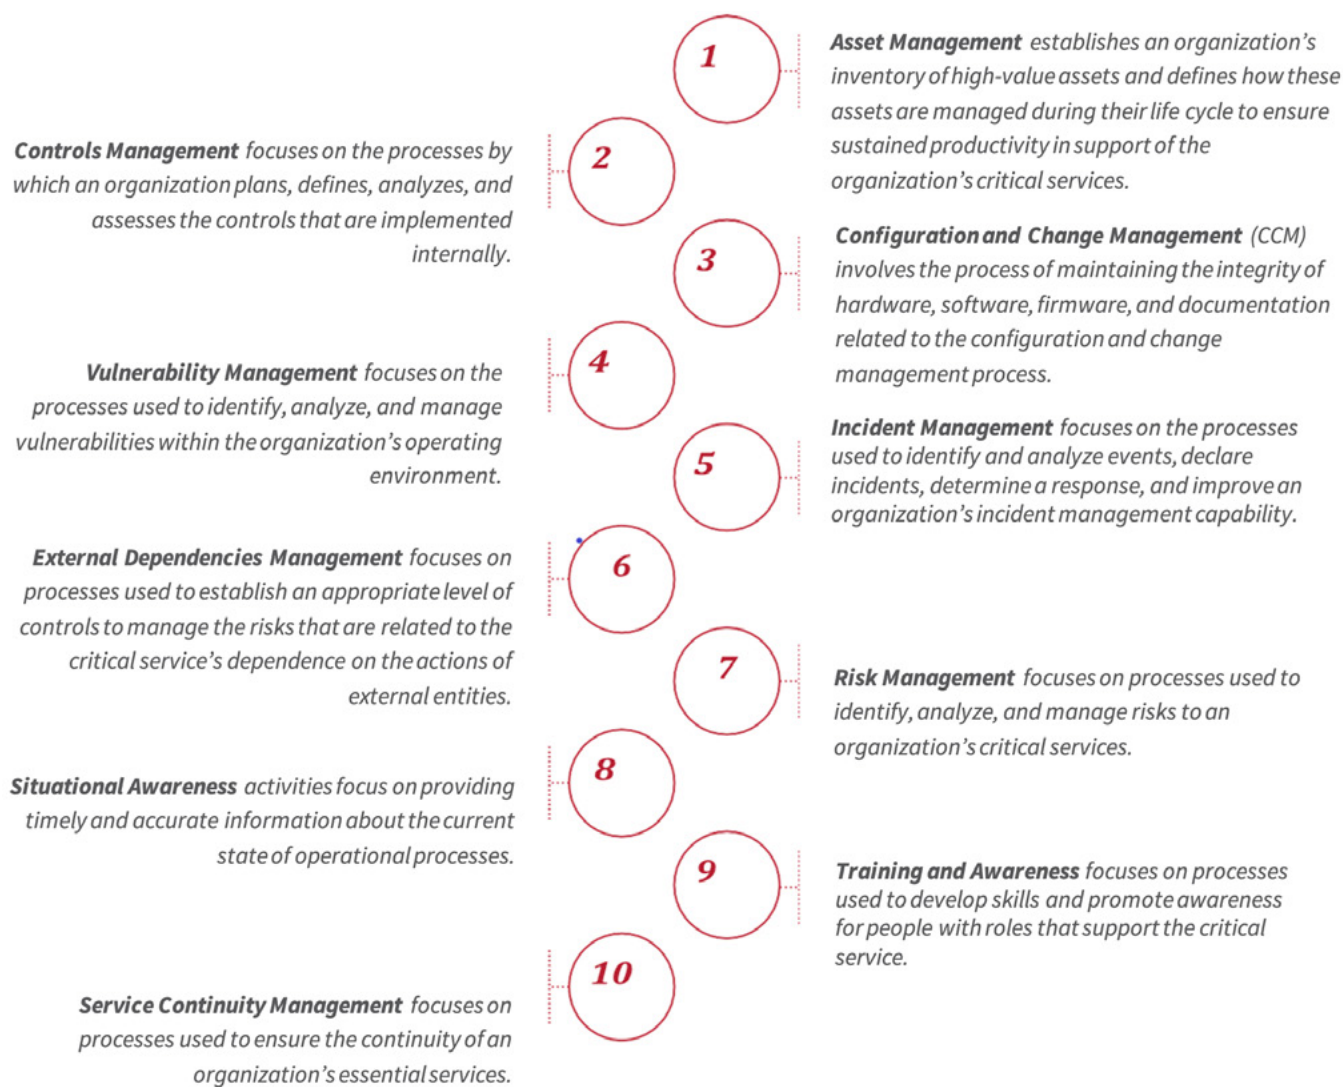 1
Asset Management establishes an organization’s
inventory of high-value assets and defines how these
assets are managed during their life cycle to ensure
sustained productivity in support of the
organization’s critical services.
2
Controls Management focuses on the processes by
which an organization plans, defines, analyzes, and
assesses the controls that are implemented
internally.
3
Configuration and Change Management (CCM)
involves the process of maintaining the integrity of
hardware, software, firmware, and documentation
related to the configuration and change
management process.
4
Vulnerability Management focuses on the
processes used to identify, analyze, and manage
vulnerabilities within the organization’s operating
environment.
5
Incident Management focuses on the processes
used to identify and analyze events, declare
incidents, determine a response, and improve an
organization’s incident management capability.
6
External Dependencies Management focuses on
processes used to establish an appropriate level of
controls to manage the risks that are related to the
critical service’s dependence on the actions of
external entities.
7
Risk Management focuses on processes used to
identify, analyze, and manage risks to an
organization’s critical services.
8
Situational Awareness activities focus on providing
timely and accurate information about the current
state of operational processes.
9
Training and Awareness focuses on processes
used to develop skills and promote awareness
for people with roles that support the critical
service.
10
Service Continuity Management focuses on
processes used to ensure the continuity of an
organization’s essential services.